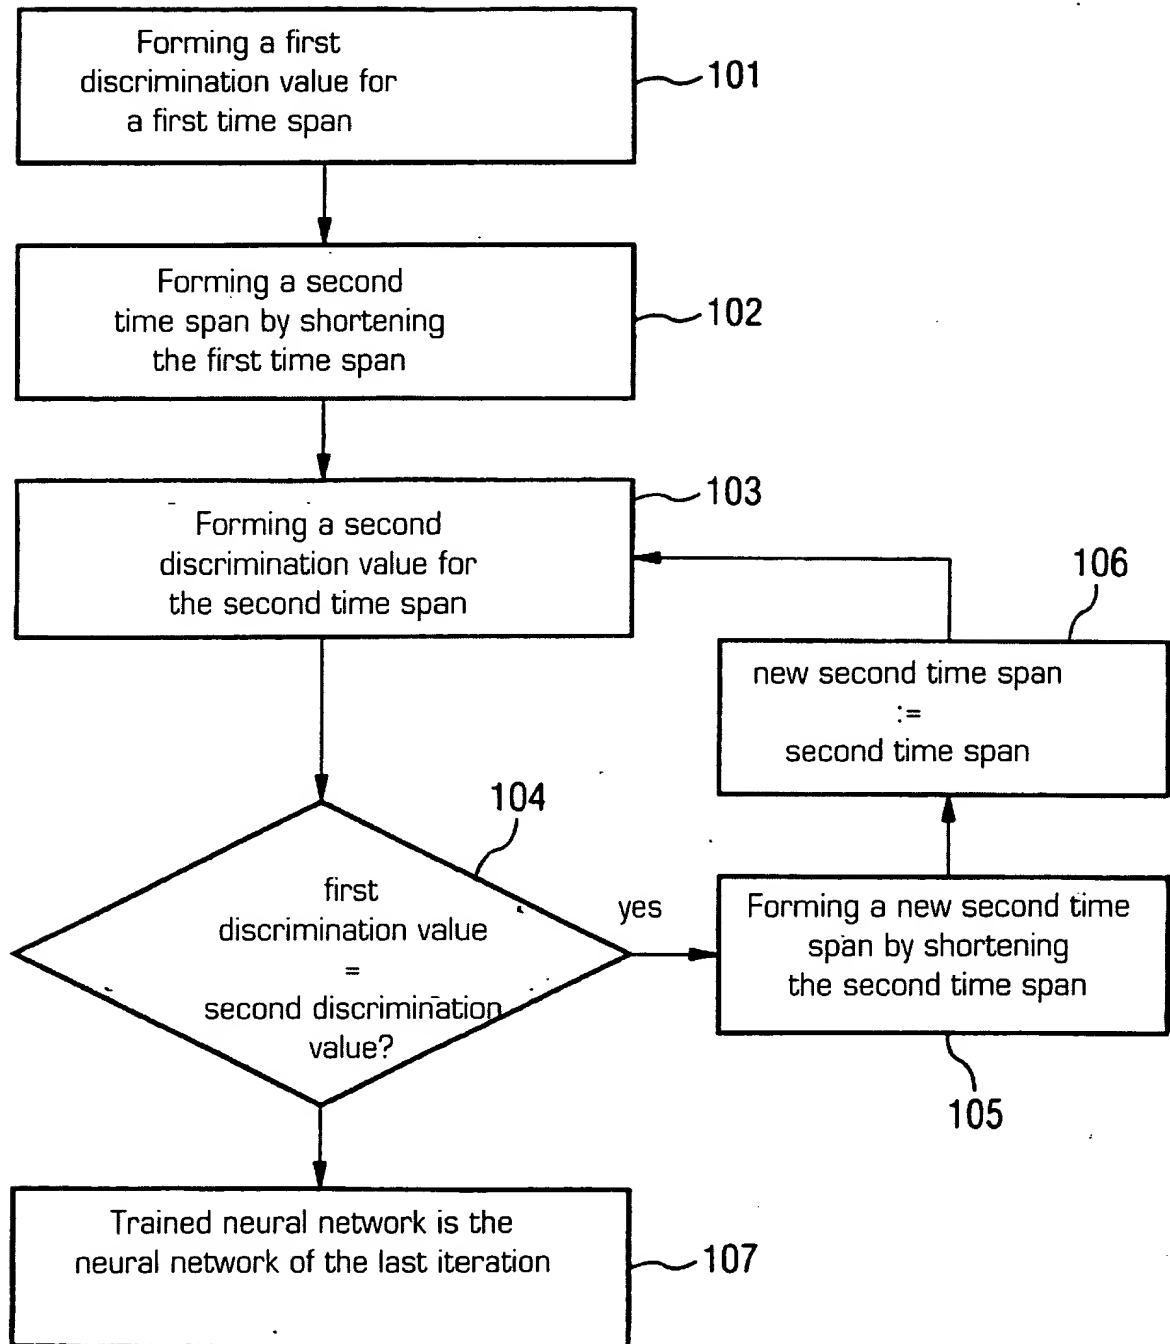 Forming a first
discrimination value for
a first time span
101
Forming a second
time span by shortening
the first time span
102
Forming a second
discrimination value for
the second time span
103
106
new second time span
:=
second time span
104
first
discrimination value
=
second discrimination
value?
yes
Forming a new second time
span by shortening
the second time span
105
Trained neural network is the
neural network of the last iteration
107